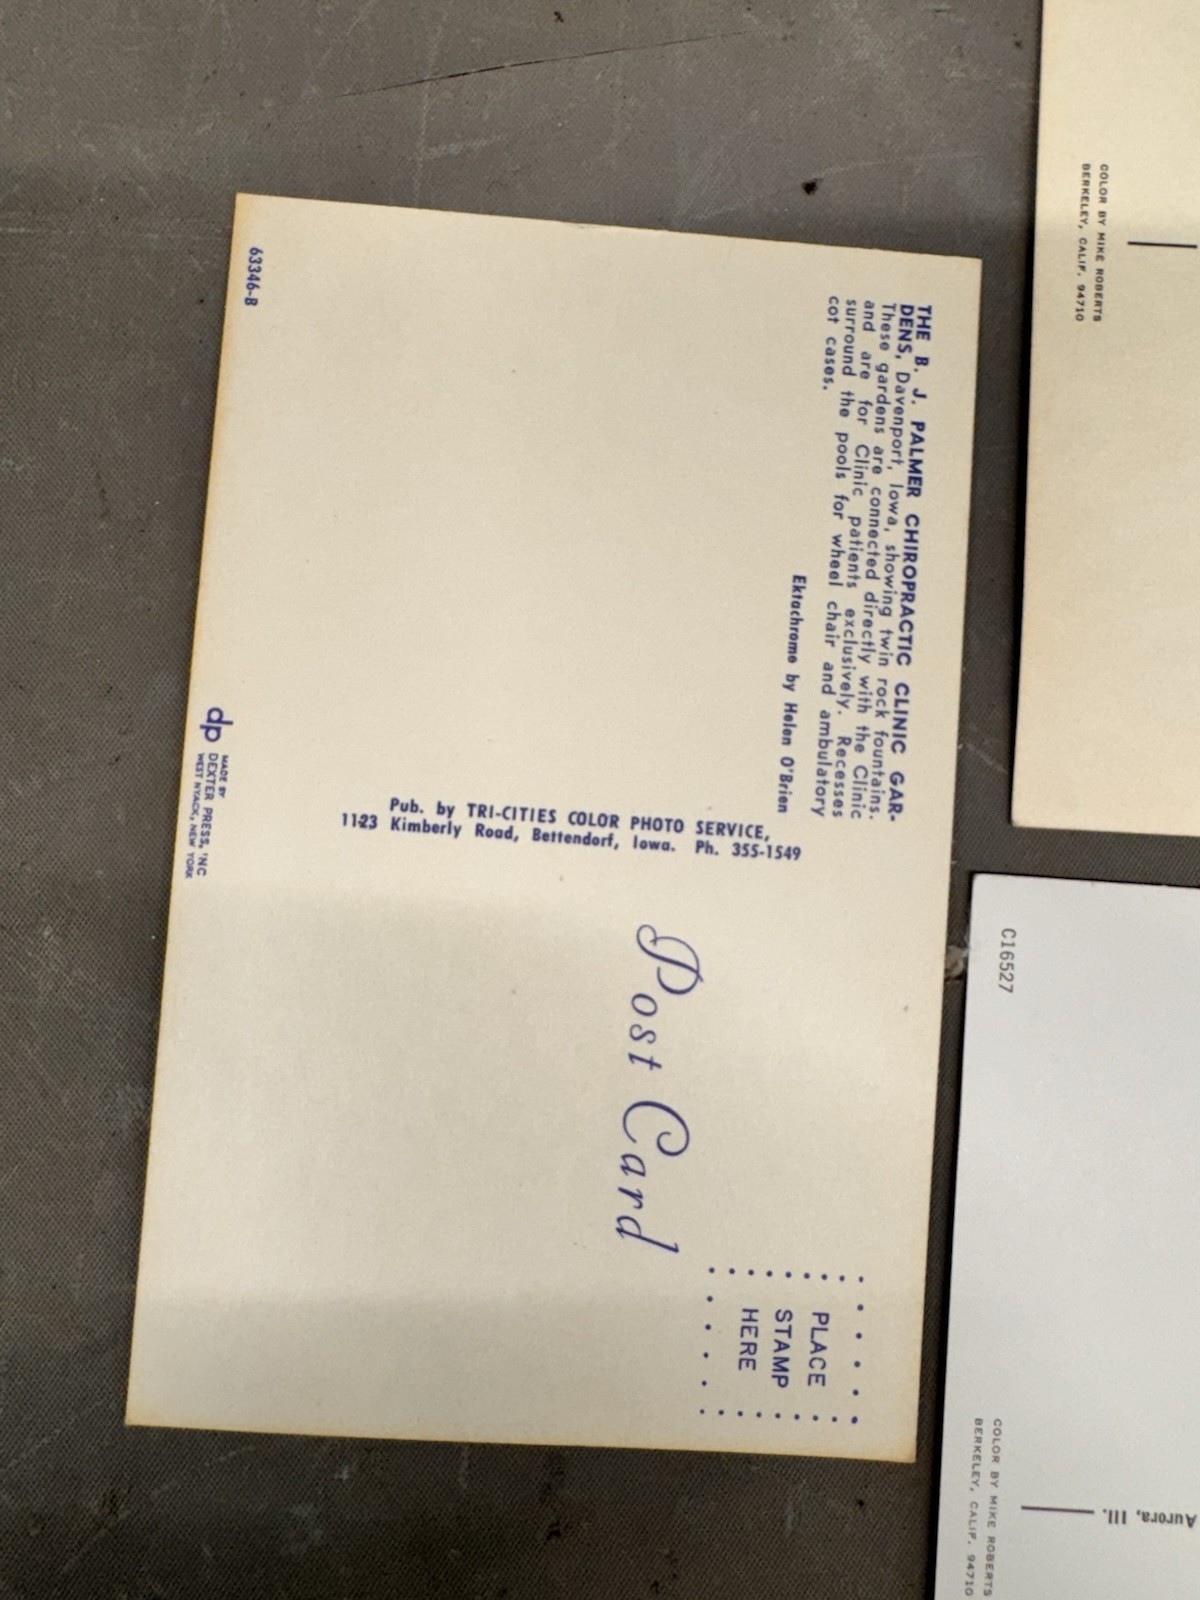 THE B. J. PALMER CHIROPRACTIC CLINIC GAR-
DENS, Davenport, Iowa, showing twin rock fountains.
These gardens are connected directly with the Clinic
and are for Clinic patients exclusively. Recesses
surround the pools for wheel chair and ambulatory
cot cases.
Ektachrome by Helen O'Brien
Pub. by TRI-CITIES COLOR PHOTO SERVICE,
1123 Kimberly Road, Bettendorf, Iowa. Ph. 355-1549
Post Card
PLACE
STAMP
HERE
63346-B
dp
MADE BY
DEXTER PRESS, INC
WEST NYACK, NEW YORK
COLOR BY MIKE ROBERTS
BERKELEY, CALIF. 94710
C16527
COLOR BY MIKE ROBERTS
BERKELEY, CALIF. 94710
Aurora, Ill.